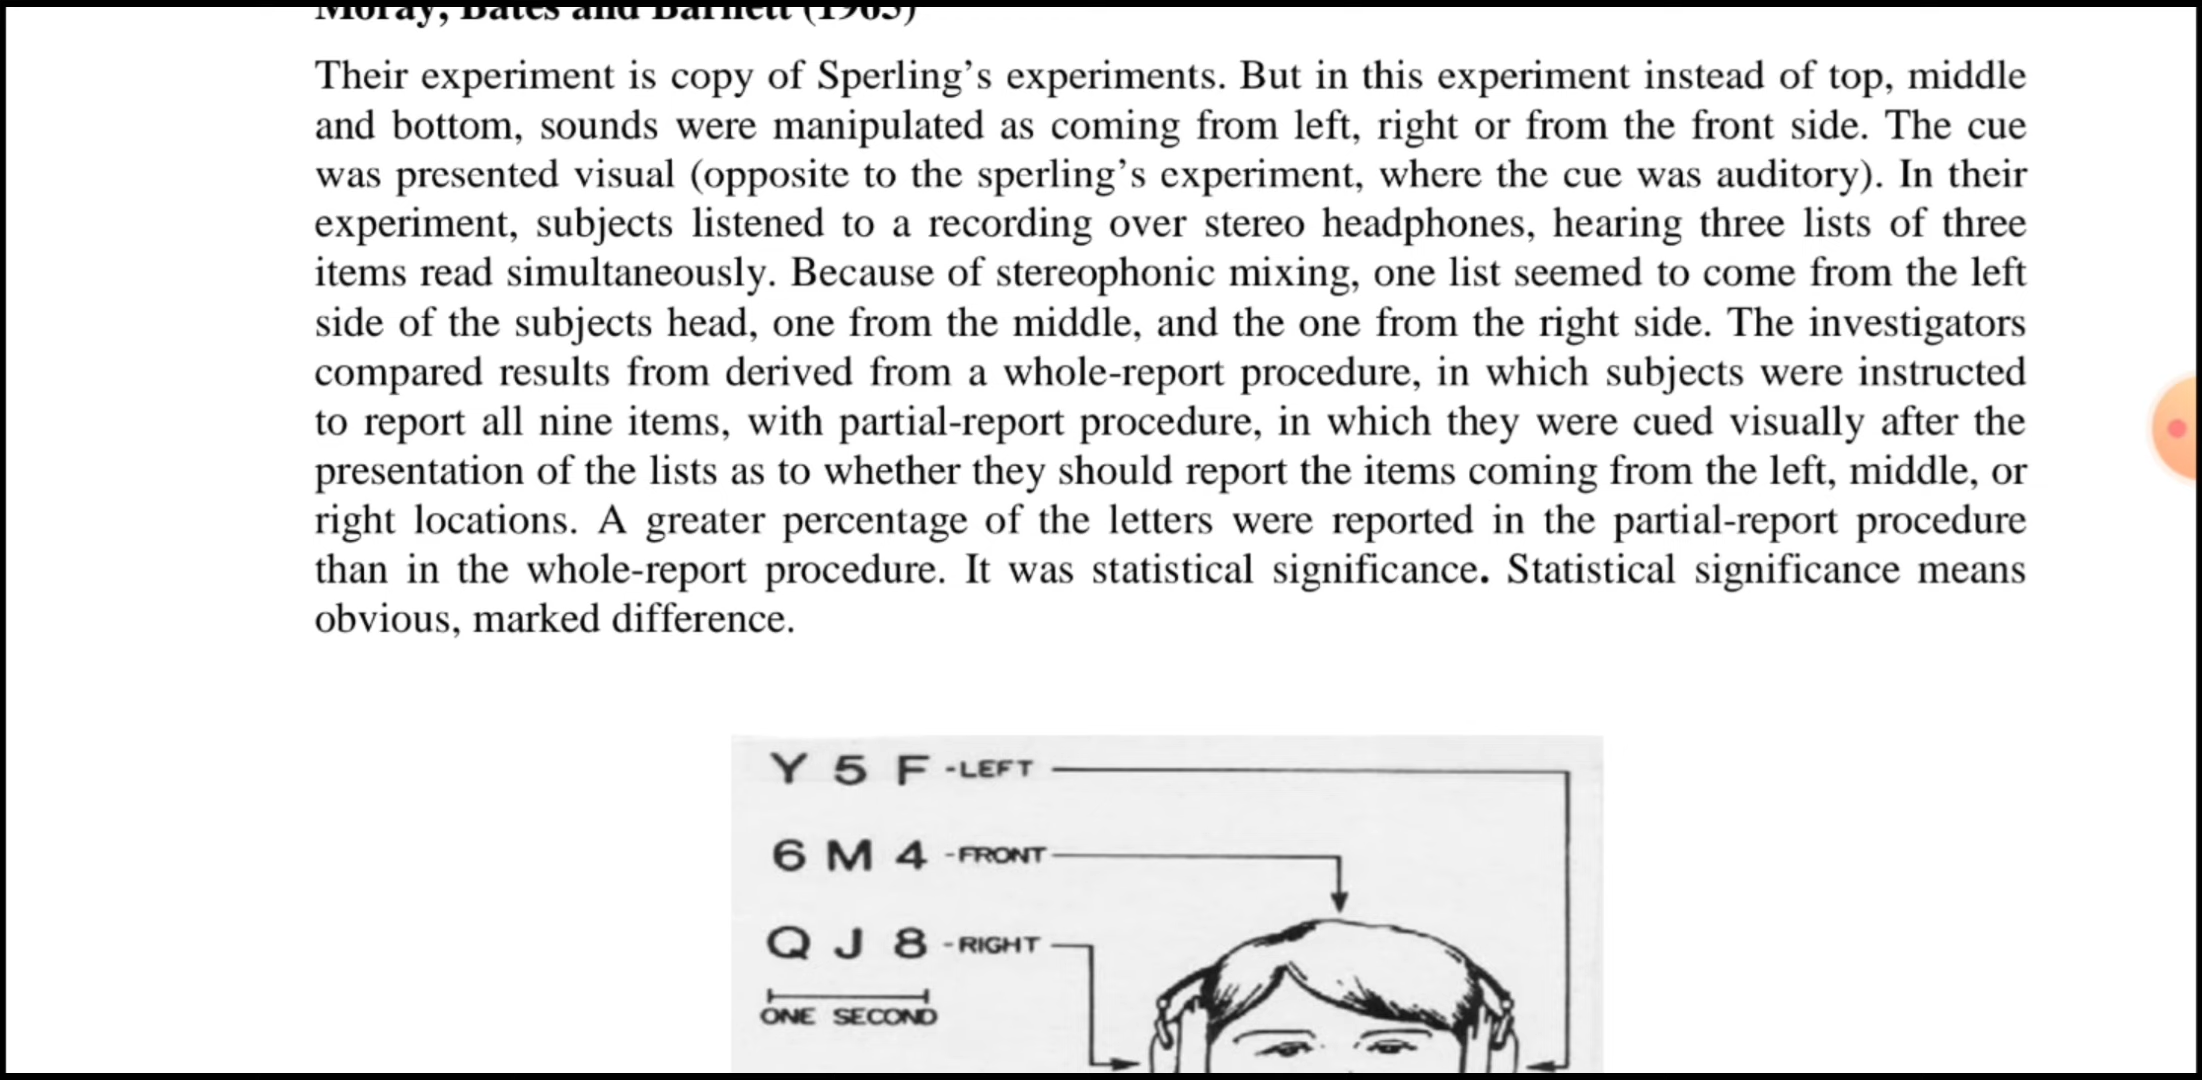 Moray, Bates and Barnett (1965)
Their experiment is copy of Sperling's experiments. But in this experiment instead of top, middle
and bottom, sounds were manipulated as coming from left, right or from the front side. The cue
was presented visual (opposite to the sperling's experiment, where the cue was auditory). In their
experiment, subjects listened to a recording over stereo headphones, hearing three lists of three
items read simultaneously. Because of stereophonic mixing, one list seemed to come from the left
side of the subjects head, one from the middle, and the one from the right side. The investigators
compared results from derived from a whole-report procedure, in which subjects were instructed
to report all nine items, with partial-report procedure, in which they were cued visually after the
presentation of the lists as to whether they should report the items coming from the left, middle, or
right locations. A greater percentage of the letters were reported in the partial-report procedure
than in the whole-report procedure. It was statistical significance. Statistical significance means
obvious, marked difference.
Y 5 F -LEFT
6 M 4 -FRONT
Q J 8 -RIGHT
ONE SECOND